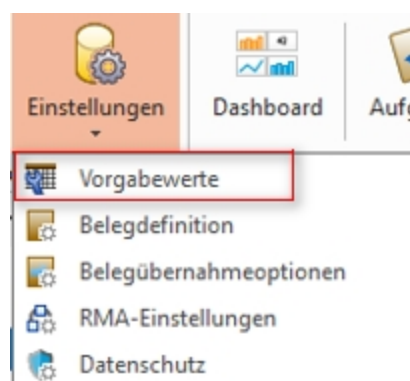 Einstellungen Dashboard
Vorgabewerte
Belegdefinition
Belegübernahmeoptionen
RMA-Einstellungen
Datenschutz